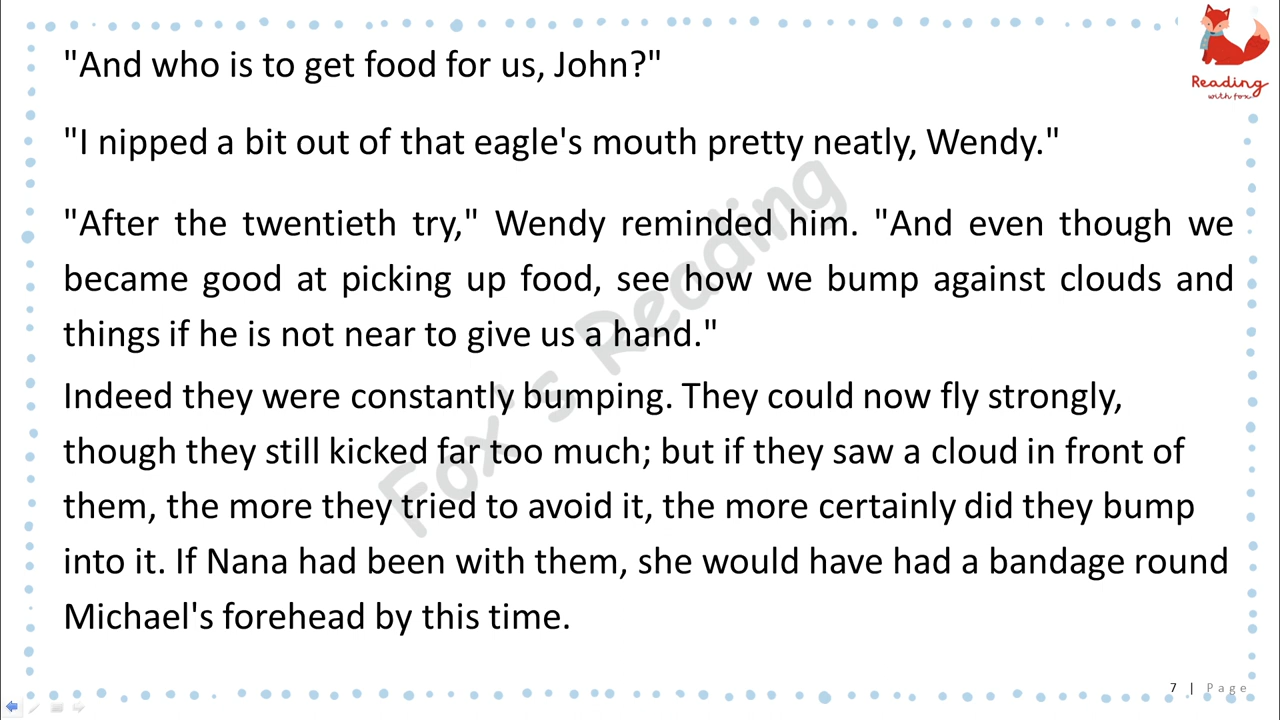 "And who is to get food for us, John?"
Reading
with fox
"I nipped a bit out of that eagle's mouth pretty neatly, Wendy."
"After the twentieth try," Wendy reminded him. "And even though we
became good at picking up food, see how we bump against clouds and
things if he is not near to give us a hand."
Fox's Reading
Indeed they were constantly bumping. They could now fly strongly,
though they still kicked far too much; but if they saw a cloud in front of
them, the more they tried to avoid it, the more certainly did they bump
into it. If Nana had been with them, she would have had a bandage round
Michael's forehead by this time.
7 | Page